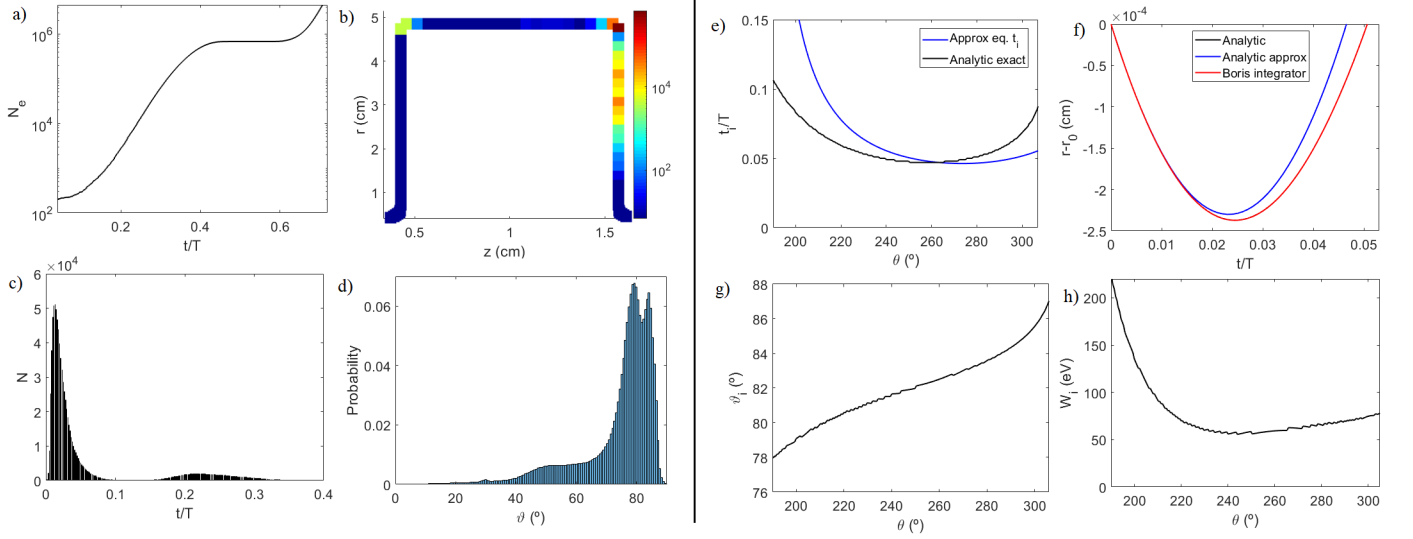 a)
10^6
10^4
10^2
N_e
0.2
0.4
0.6
t/T
b)
5
4
3
2
1
r (cm)
0.5
1
1.5
z (cm)
10^4
10^2
c)
×10^4
6
5
4
3
2
1
0
N
0
0.1
0.2
0.3
0.4
t/T
d)
0.06
0.04
0.02
0
Probability
0
20
40
60
80
ϑ (º)
e)
0.15
0.1
0.05
0
t_i/T
Approx eq. t_i
Analytic exact
200
220
240
260
280
300
θ (º)
f)
×10^-4
0
-0.5
-1
-1.5
-2
-2.5
r-r_0 (cm)
Analytic
Analytic approx
Boris integrator
0
0.01
0.02
0.03
0.04
0.05
t/T
g)
88
86
84
82
80
78
76
ϑ_i (º)
200
220
240
260
280
300
θ (º)
h)
200
150
100
50
0
W_i (eV)
200
220
240
260
280
300
θ (º)